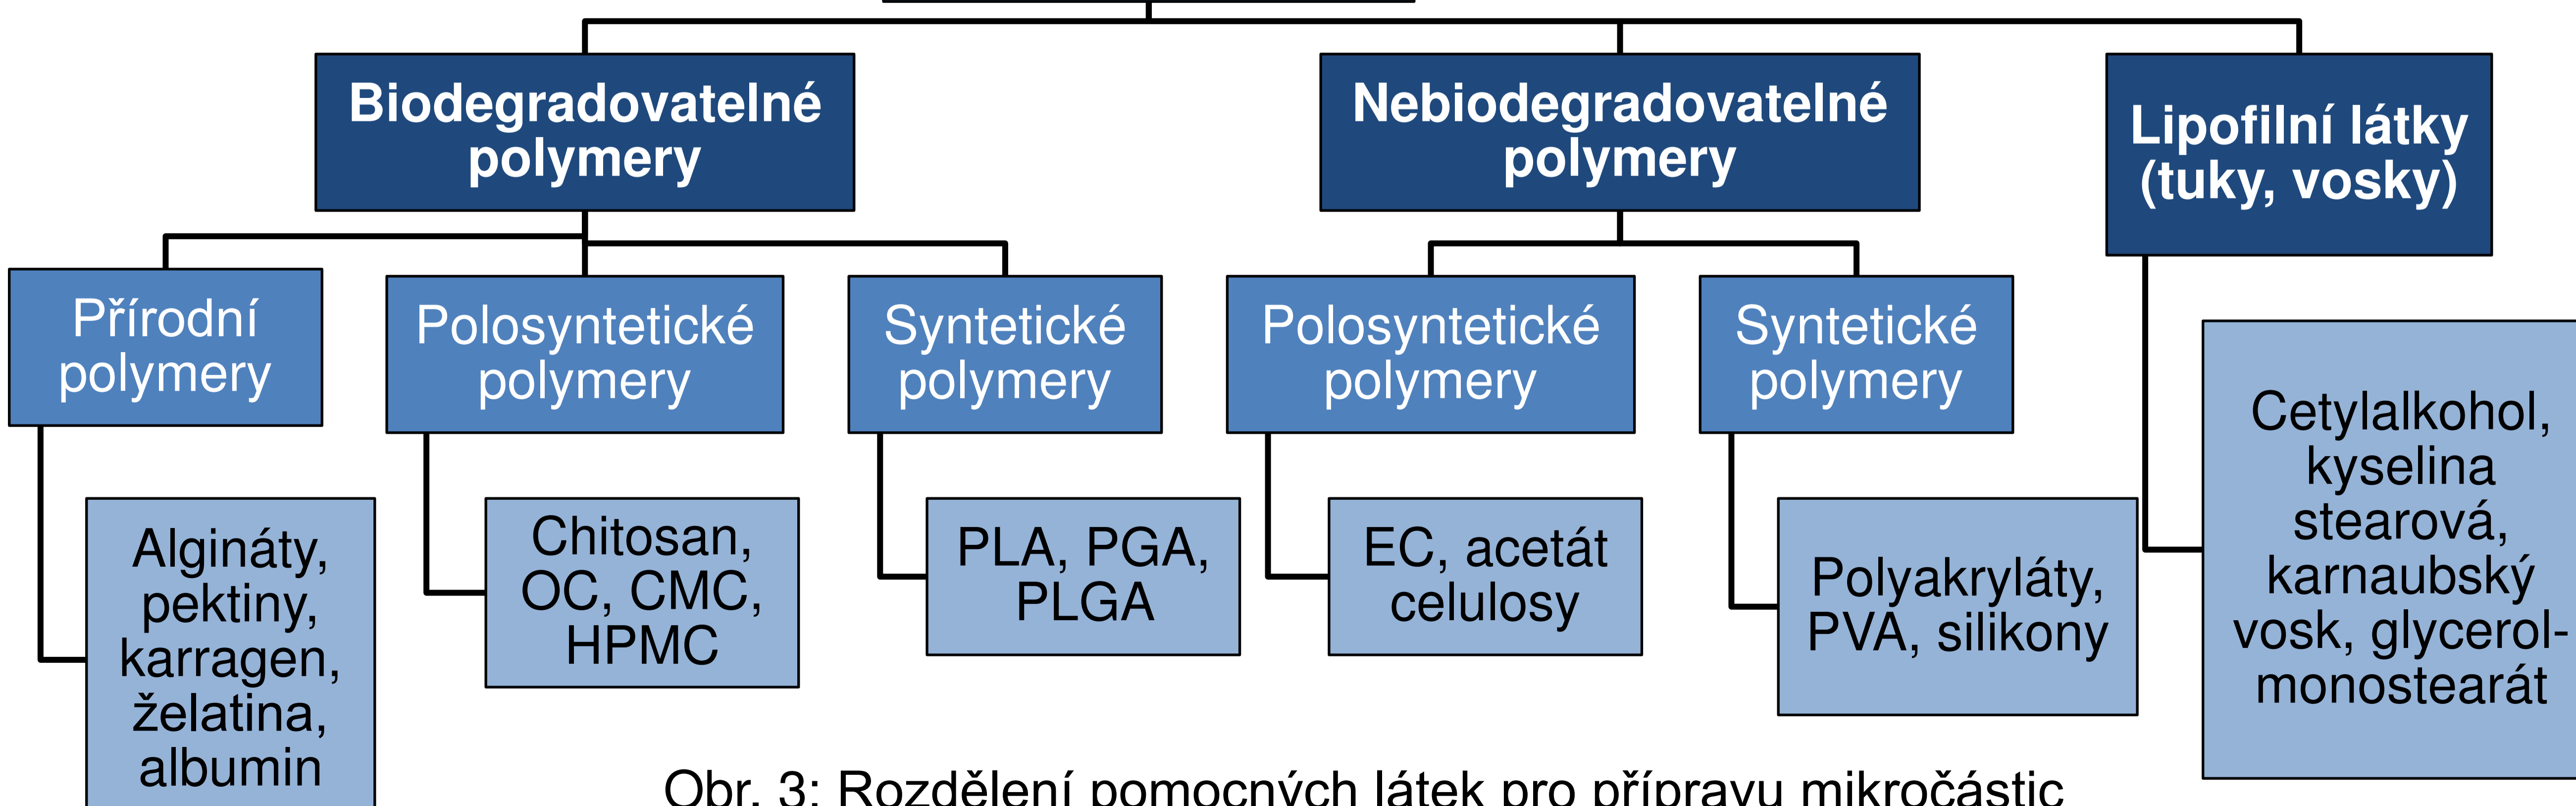 Biodegradovatelné
polymery
Nebiodegradovatelné
polymery
Lipofilní látky
(tuky, vosky)
Přírodní
polymery
Polosyntetické
polymery
Syntetické
polymery
Polosyntetické
polymery
Syntetické
polymery
Algináty,
pektiny,
karragen,
želatina,
albumin
Chitosan,
OC, CMC,
HPMC
PLA, PGA,
PLGA
EC, acetát
celulosy
Polyakryláty,
PVA, silikony
Cetylalkohol,
kyselina
stearová,
karnaubský
vosk, glycerol-
monostearát
Obr. 3: Rozdělení pomocných látek pro přípravu mikročástic